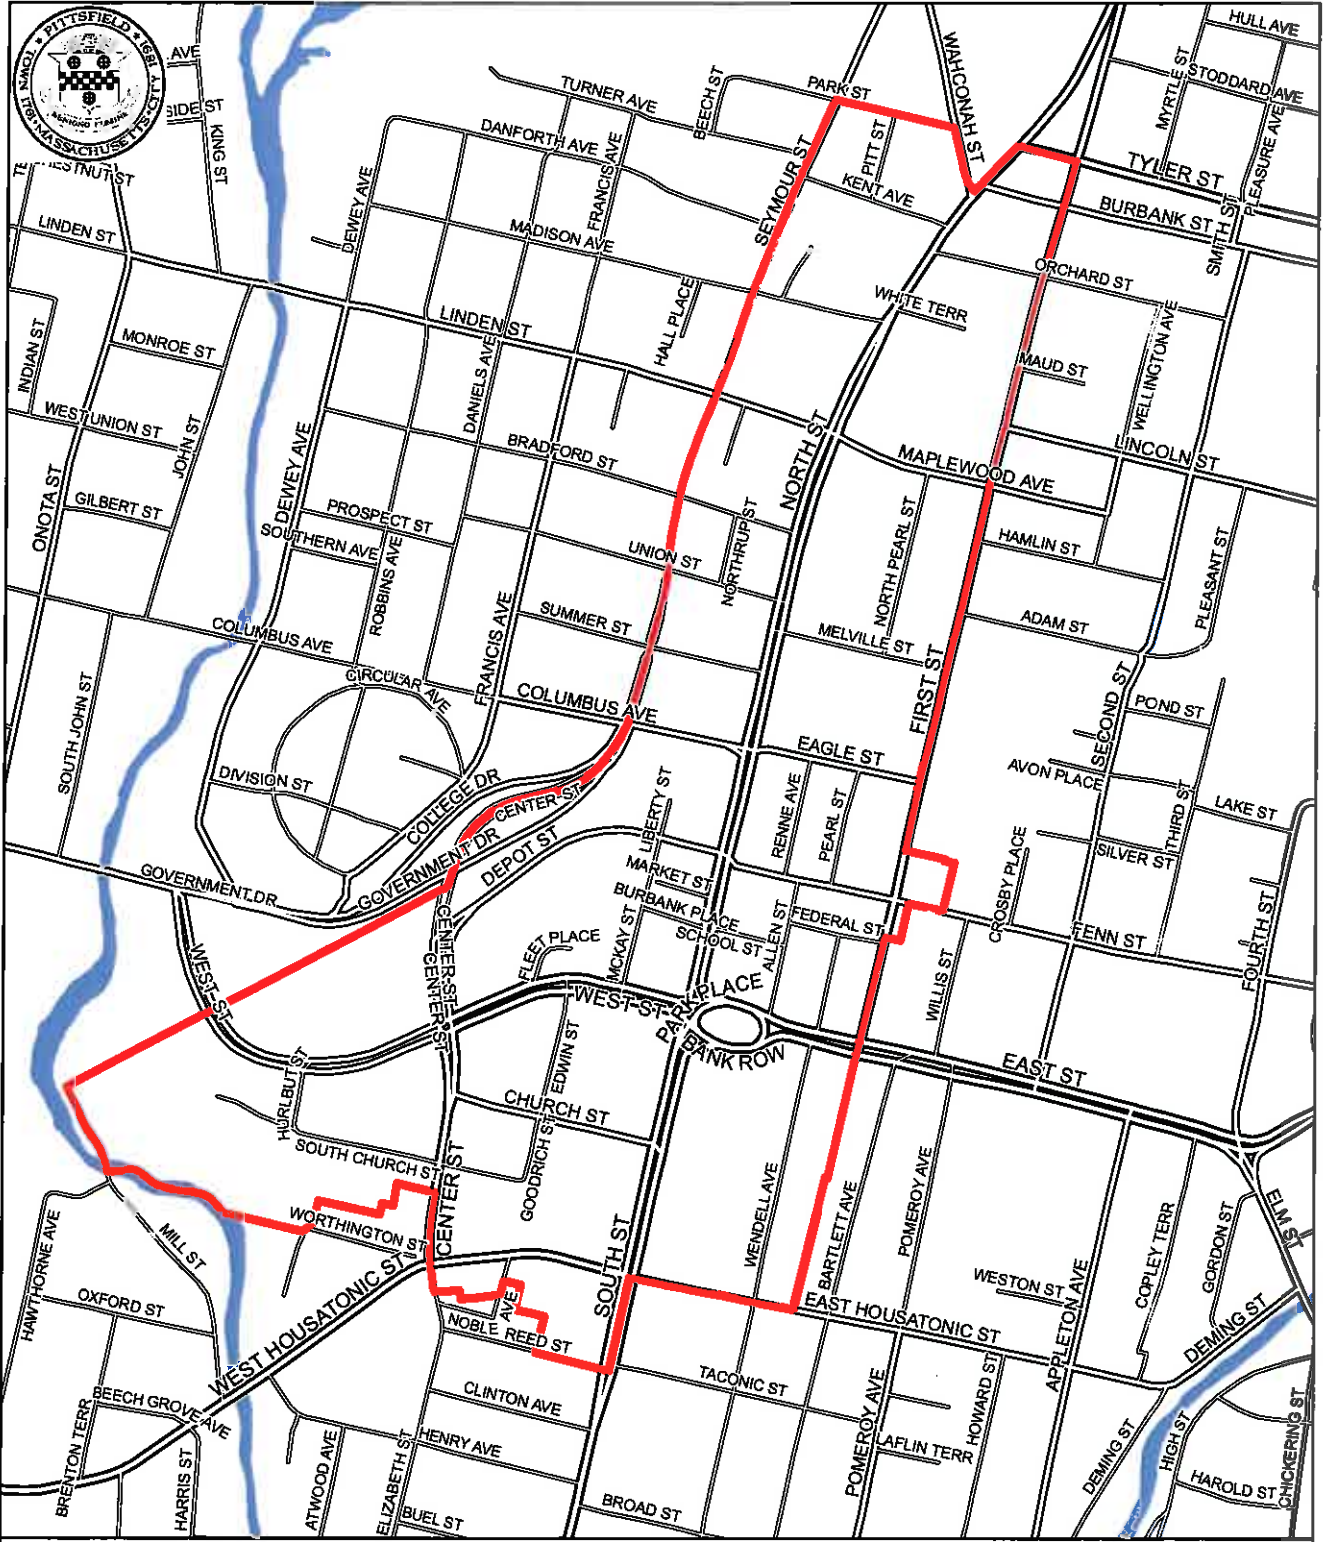 PITTSFIELD
CITY 1891
MASSACHUSETTS
TOWN 1761
BENIGNO NUMINE
AVE
SIDE ST
KING ST
CHESTNUT ST
LINDEN ST
INDIAN ST
MONROE ST
WEST UNION ST
JOHN ST
ONOTA ST
GILBERT ST
TURNER AVE
BEECH ST
PARK ST
WAHCONAH ST
HULL AVE
STODDARD AVE
MYRTLE ST
PLEASURE AVE
DANFORTH AVE
FRANCIS AVE
DEWEY AVE
MADISON AVE
SEYMOUR ST
PITT ST
KENT AVE
TYLER ST
BURBANK ST
SMITH ST
ORCHARD ST
WHITE TERR
HALL PLACE
LINDEN ST
DANIELS AVE
MAUD ST
WELLINGTON AVE
LINCOLN ST
MAPLEWOOD AVE
NORTH ST
BRADFORD ST
DEWEY AVE
PROSPECT ST
SOUTHERN AVE
ROBBINS AVE
UNION ST
NORTHRUP ST
NORTH PEARL ST
HAMLIN ST
PLEASANT ST
ADAM ST
SUMMER ST
MELVILLE ST
COLUMBUS AVE
FRANCIS AVE
CIRCULAR AVE
COLUMBUS AVE
FIRST ST
SECOND ST
POND ST
SOUTH JOHN ST
DIVISION ST
COLLEGE DR
CENTER ST
EAGLE ST
AVON PLACE
LAKE ST
THIRD ST
LIBERTY ST
RENNE AVE
PEARL ST
SILVER ST
CROSBY PLACE
GOVERNMENT DR
GOVERNMENT DR
DEPOT ST
MARKET ST
BURBANK PLACE
SCHOOL ST
ALLEN ST
FEDERAL ST
FENN ST
FOURTH ST
CENTER ST
CENTER ST
FLEET PLACE
MCKAY ST
WEST ST
WEST ST
PARK PLACE
BANK ROW
WILLIS ST
EAST ST
EDWIN ST
HURLBUT ST
CHURCH ST
SOUTH CHURCH ST
GOODRICH ST
CENTER ST
WORTHINGTON ST
WENDELL AVE
BARTLETT AVE
POMEROY AVE
COPLEY TERR
GORDON ST
ELM ST
HAWTHORNE AVE
MILL ST
OXFORD ST
WEST HOUSATONIC ST
AVE
NOBLE REED ST
SOUTH ST
EAST HOUSATONIC ST
WESTON ST
APPLETON AVE
DEMING ST
TACONIC ST
BEECH GROVE AVE
BRENTON TERR
HARRIS ST
CLINTON AVE
HENRY AVE
ATWOOD AVE
ELIZABETH ST
BUEL ST
BROAD ST
POMEROY AVE
LAFLIN TERR
HOWARD ST
DEMING ST
HIGH ST
HAROLD ST
CHICKERING ST